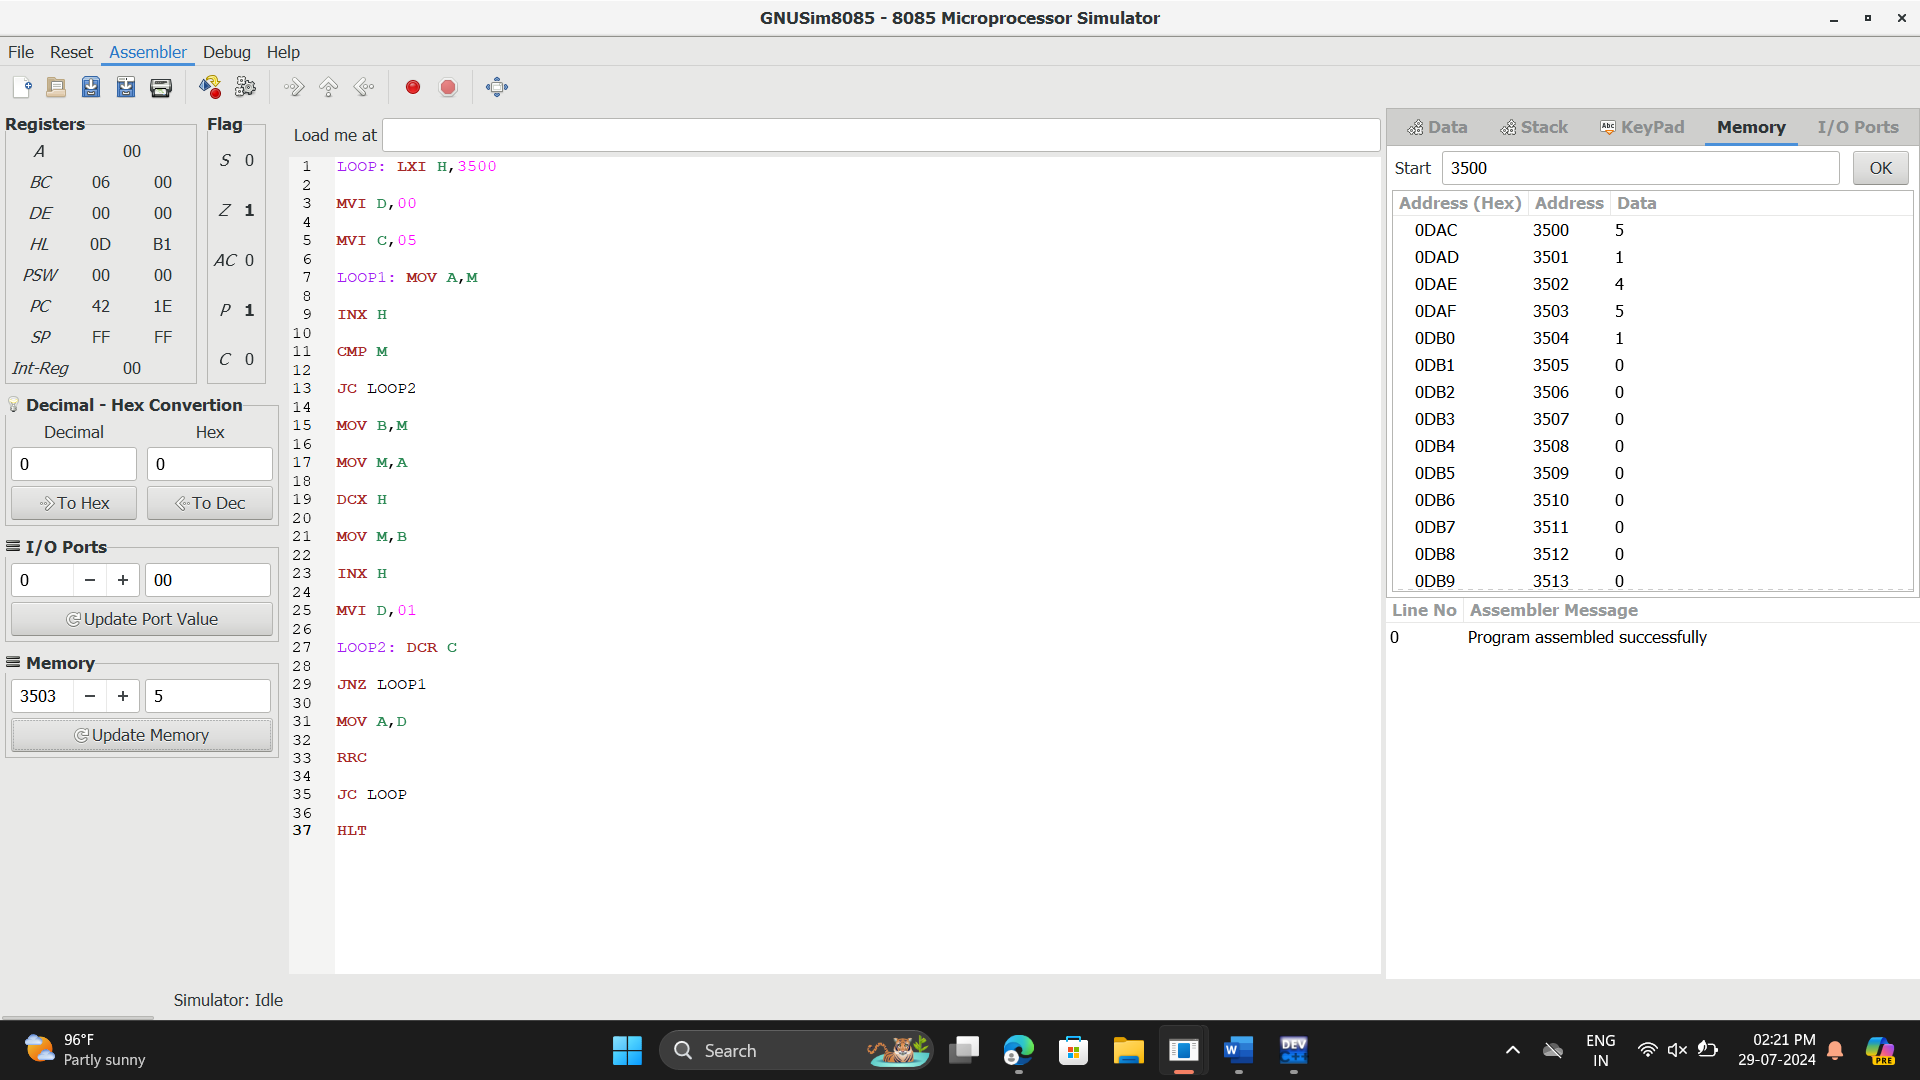 GNUSim8085 - 8085 Microprocessor Simulator
File Reset Assembler Debug Help
Registers
A 00
BC 06 00
DE 00 00
HL 0D B1
PSW 00 00
PC 42 1E
SP FF FF
Int-Reg 00
Flag
S 0
Z 1
AC 0
P 1
C 0
Decimal - Hex Convertion
Decimal Hex
0 0
To Hex To Dec
I/O Ports
0 − + 00
Update Port Value
Memory
3503 − + 5
Update Memory
Load me at
1 LOOP: LXI H,3500
2
3 MVI D,00
4
5 MVI C,05
6
7 LOOP1: MOV A,M
8
9 INX H
10
11 CMP M
12
13 JC LOOP2
14
15 MOV B,M
16
17 MOV M,A
18
19 DCX H
20
21 MOV M,B
22
23 INX H
24
25 MVI D,01
26
27 LOOP2: DCR C
28
29 JNZ LOOP1
30
31 MOV A,D
32
33 RRC
34
35 JC LOOP
36
37 HLT
Data Stack Abc KeyPad Memory I/O Ports
Start 3500 OK
Address (Hex) Address Data
0DAC 3500 5
0DAD 3501 1
0DAE 3502 4
0DAF 3503 5
0DB0 3504 1
0DB1 3505 0
0DB2 3506 0
0DB3 3507 0
0DB4 3508 0
0DB5 3509 0
0DB6 3510 0
0DB7 3511 0
0DB8 3512 0
0DB9 3513 0
Line No Assembler Message
0 Program assembled successfully
Simulator: Idle
96°F
Partly sunny
Search
W
DEV
ENG
IN
02:21 PM
29-07-2024
PRE